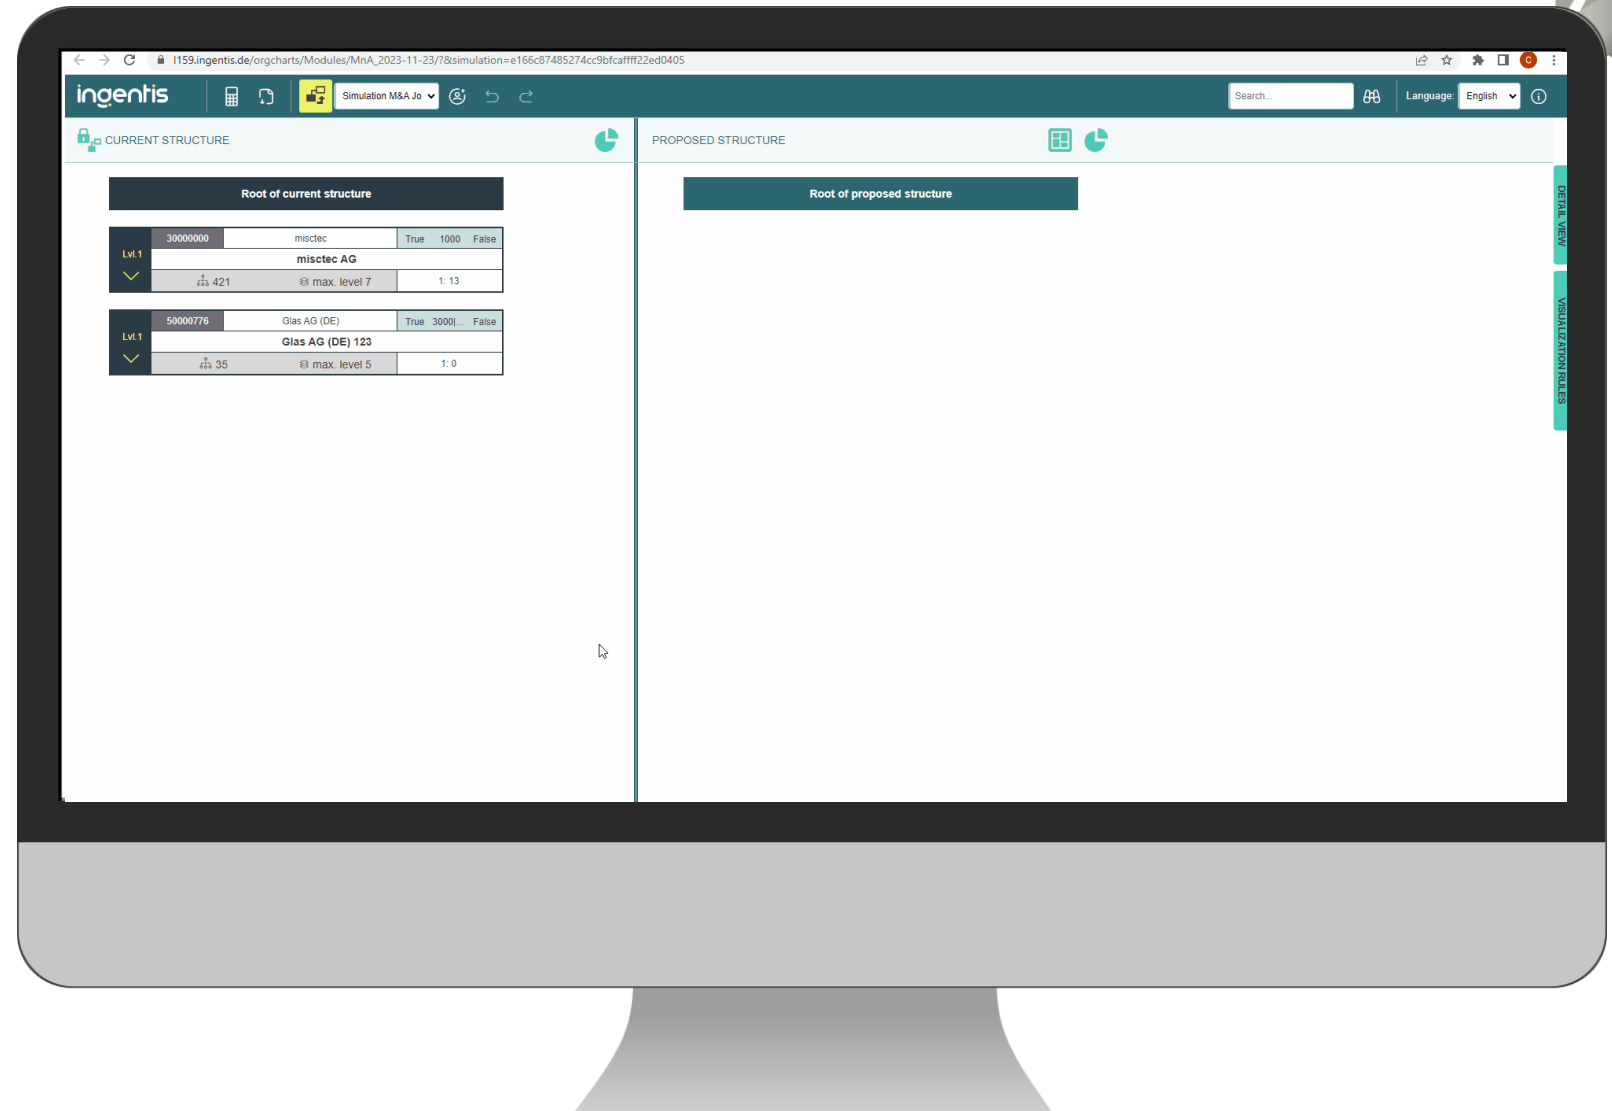 l159.ingentis.de/orgcharts/Modules/MnA_2023-11-23/?&simulation=e166c87485274cc9bfcaffff22ed0405
C
ingentis
Simulation M&A Jo
Search...
Language: English
CURRENT STRUCTURE
PROPOSED STRUCTURE
Root of current structure
Root of proposed structure
30000000 misctec True 1000 False
Lvl.1
misctec AG
421 max. level 7 1: 13
50000776 Glas AG (DE) True 3000|... False
Lvl.1
Glas AG (DE) 123
35 max. level 5 1: 0
DETAIL VIEW
VISUALIZATION RULES